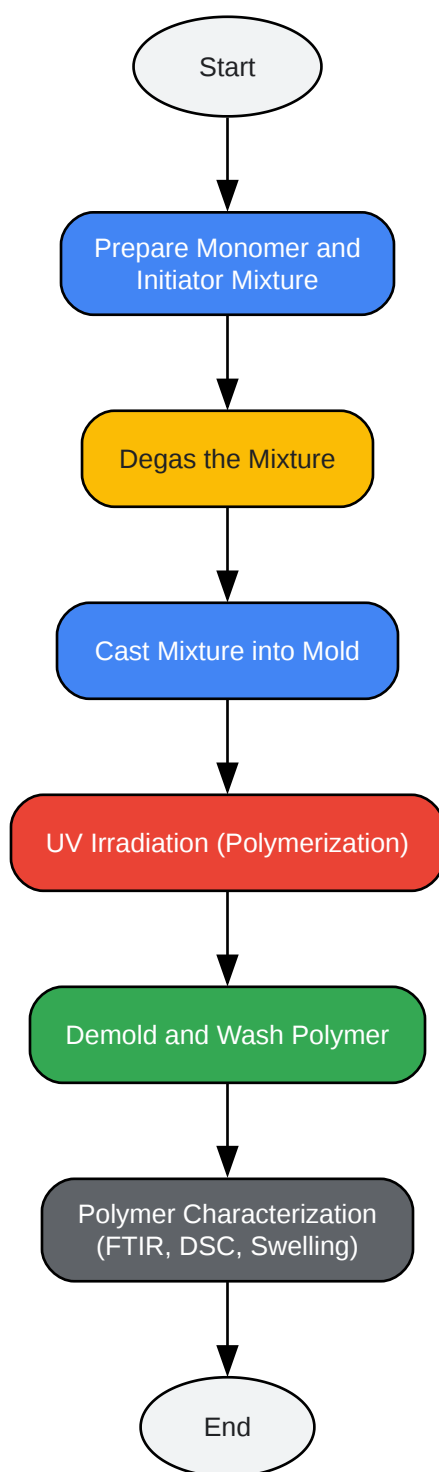 Start
Prepare Monomer and
Initiator Mixture
Degas the Mixture
Cast Mixture into Mold
UV Irradiation (Polymerization)
Demold and Wash Polymer
Polymer Characterization
(FTIR, DSC, Swelling)
End